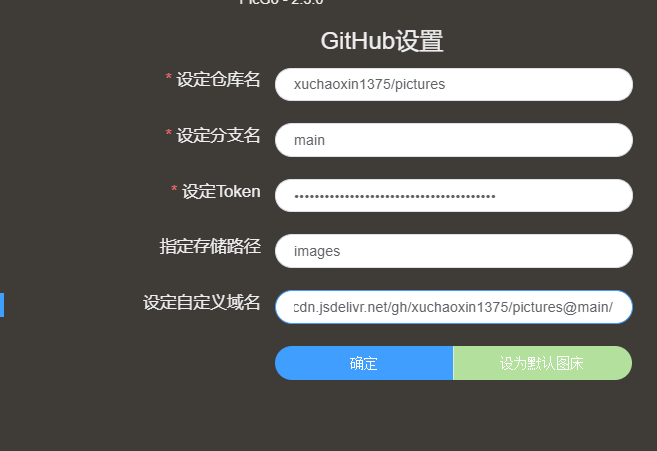 GitHub设置
* 设定仓库名
xuchaoxin1375/pictures
* 设定分支名
main
* 设定Token
指定存储路径
images
设定自定义域名
cdn.jsdelivr.net/gh/xuchaoxin1375/pictures@main/
确定
设为默认图床